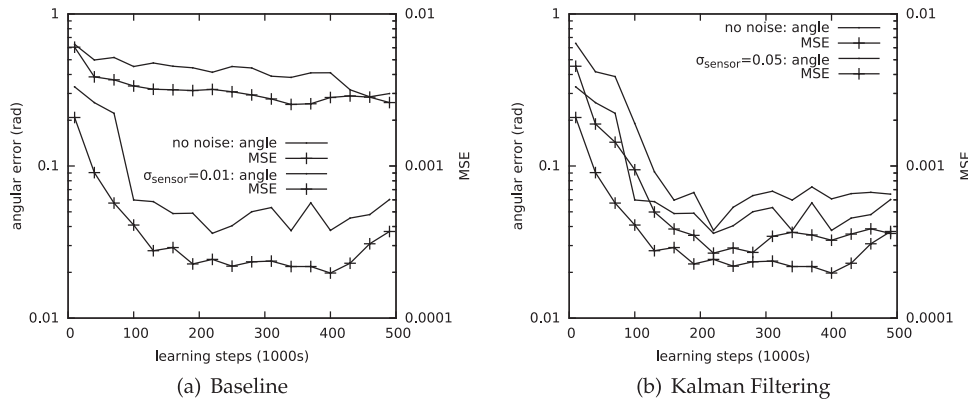 1
0.1
0.01
angular error (rad)
0.01
0.001
0.0001
MSE
no noise: angle
MSE
σsensor=0.01: angle
MSE
0 100 200 300 400 500
learning steps (1000s)
(a) Baseline
1
0.1
0.01
angular error (rad)
0.01
0.001
0.0001
MSE
no noise: angle
MSE
σsensor=0.05: angle
MSE
0 100 200 300 400 500
learning steps (1000s)
(b) Kalman Filtering